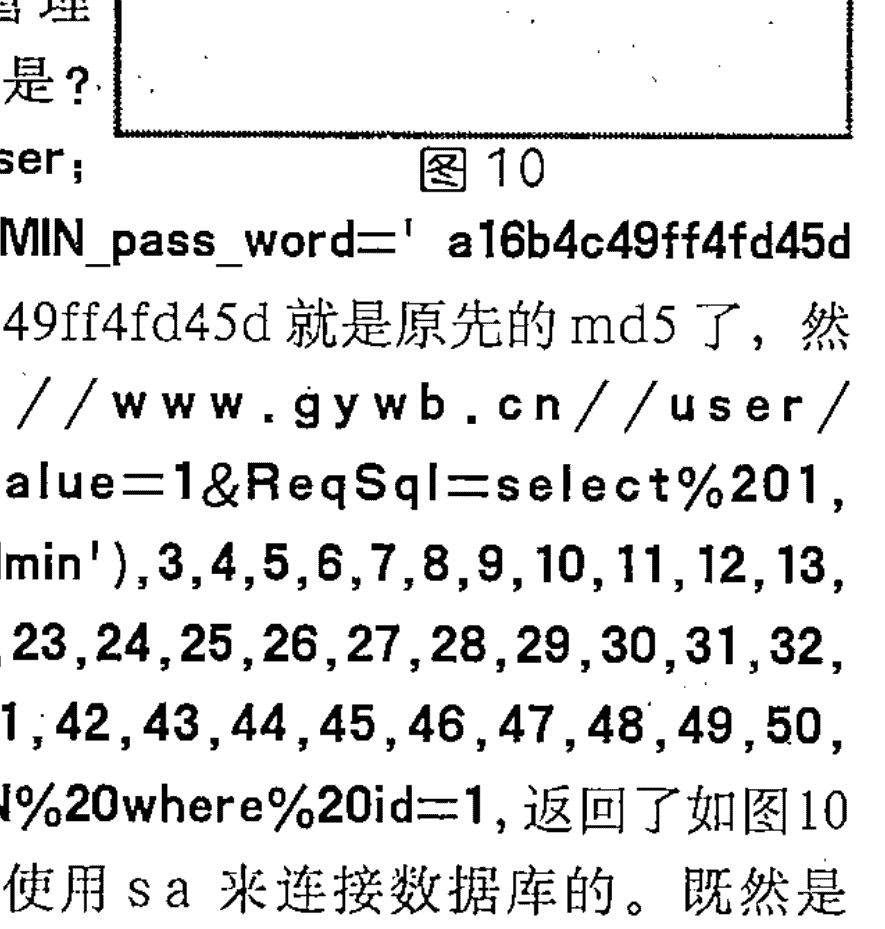 理
是?
ser;
图 10
MIN_pass_word=' a16b4c49ff4fd45d
49ff4fd45d 就是原先的 md5 了，然
//www.gywb.cn//user/
alue=1&ReqSql=select%201,
min'),3,4,5,6,7,8,9,10,11,12,13,
,23,24,25,26,27,28,29,30,31,32,
1,42,43,44,45,46,47,48,49,50,
%20where%20id=1,返回了如图10
使用 sa 来连接数据库的。既然是